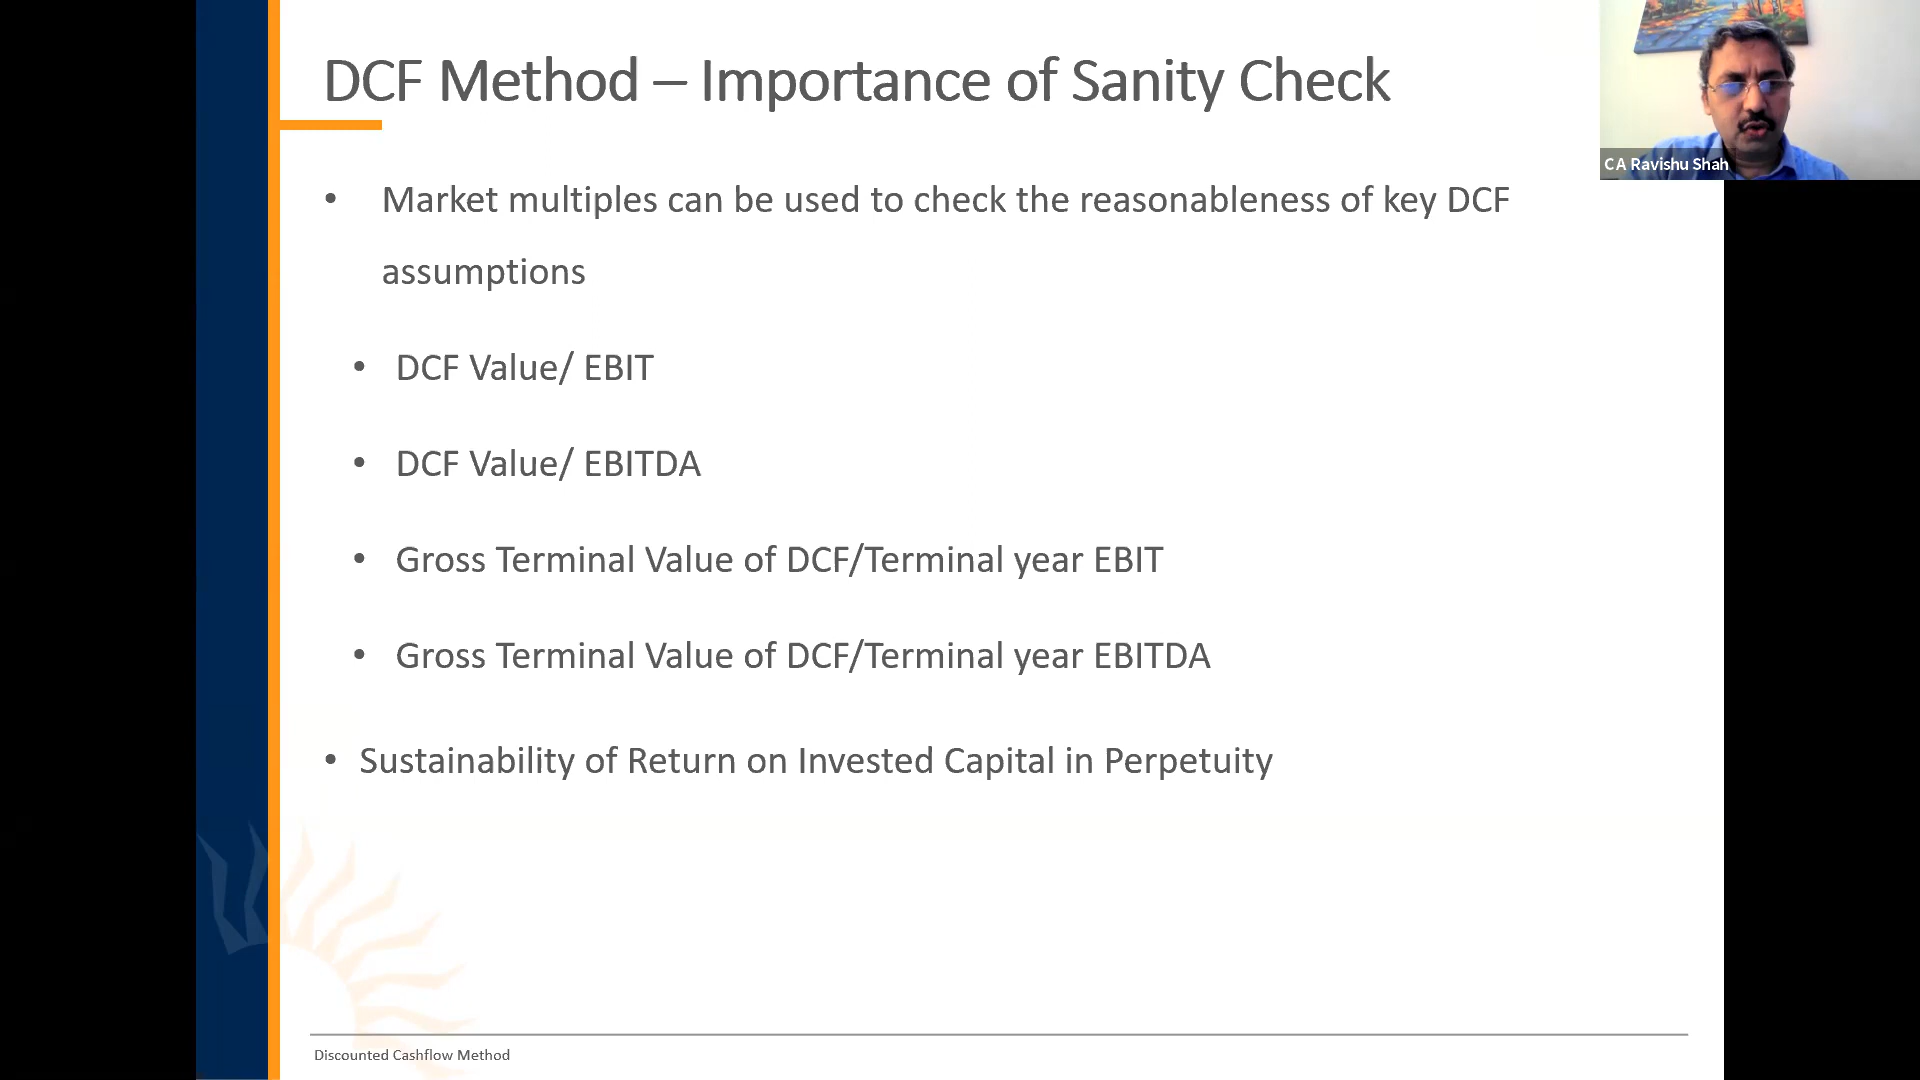 DCF Method – Importance of Sanity Check
• Market multiples can be used to check the reasonableness of key DCF
assumptions
• DCF Value/ EBIT
• DCF Value/ EBITDA
• Gross Terminal Value of DCF/Terminal year EBIT
• Gross Terminal Value of DCF/Terminal year EBITDA
• Sustainability of Return on Invested Capital in Perpetuity
Discounted Cashflow Method
CA Ravishu Shah